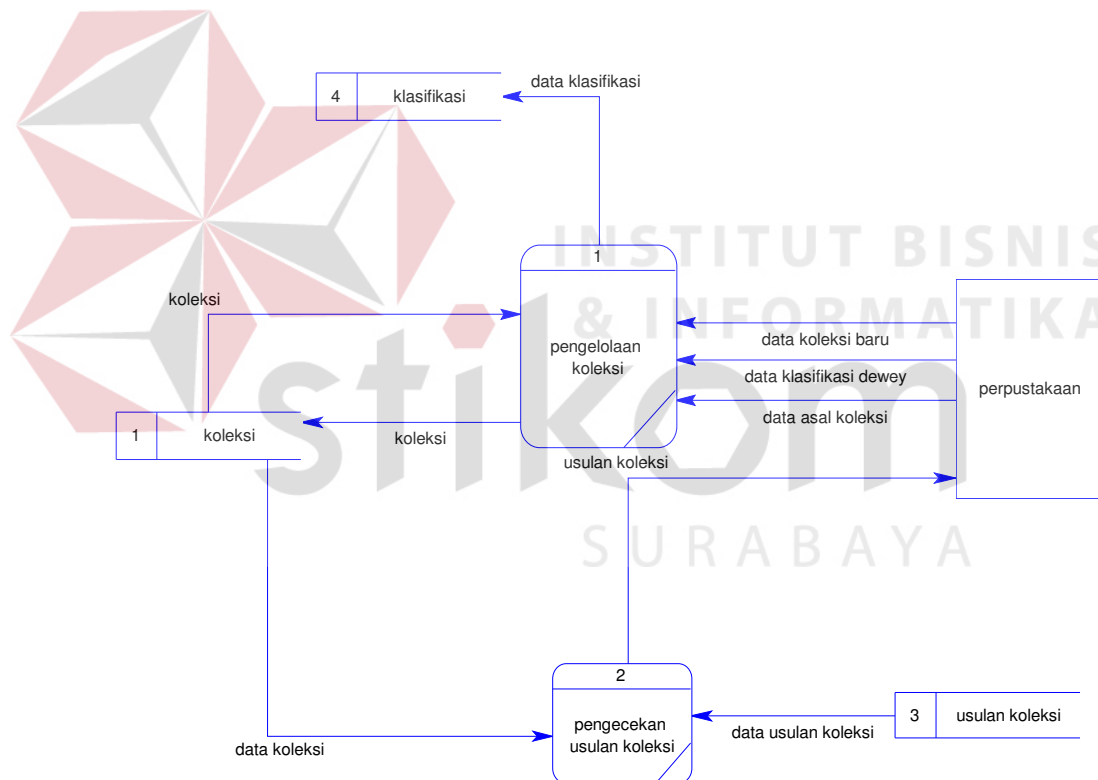 data klasifikasi
4 klasifikasi
1
INSTITUT BISNIS
& INFORMATIKA
koleksi
data koleksi baru
pengelolaan
koleksi
data klasifikasi dewey
perpustakaan
data asal koleksi
1 koleksi
koleksi
stikom
usulan koleksi
SURABAYA
2
pengecekan
usulan koleksi
3 usulan koleksi
data usulan koleksi
data koleksi